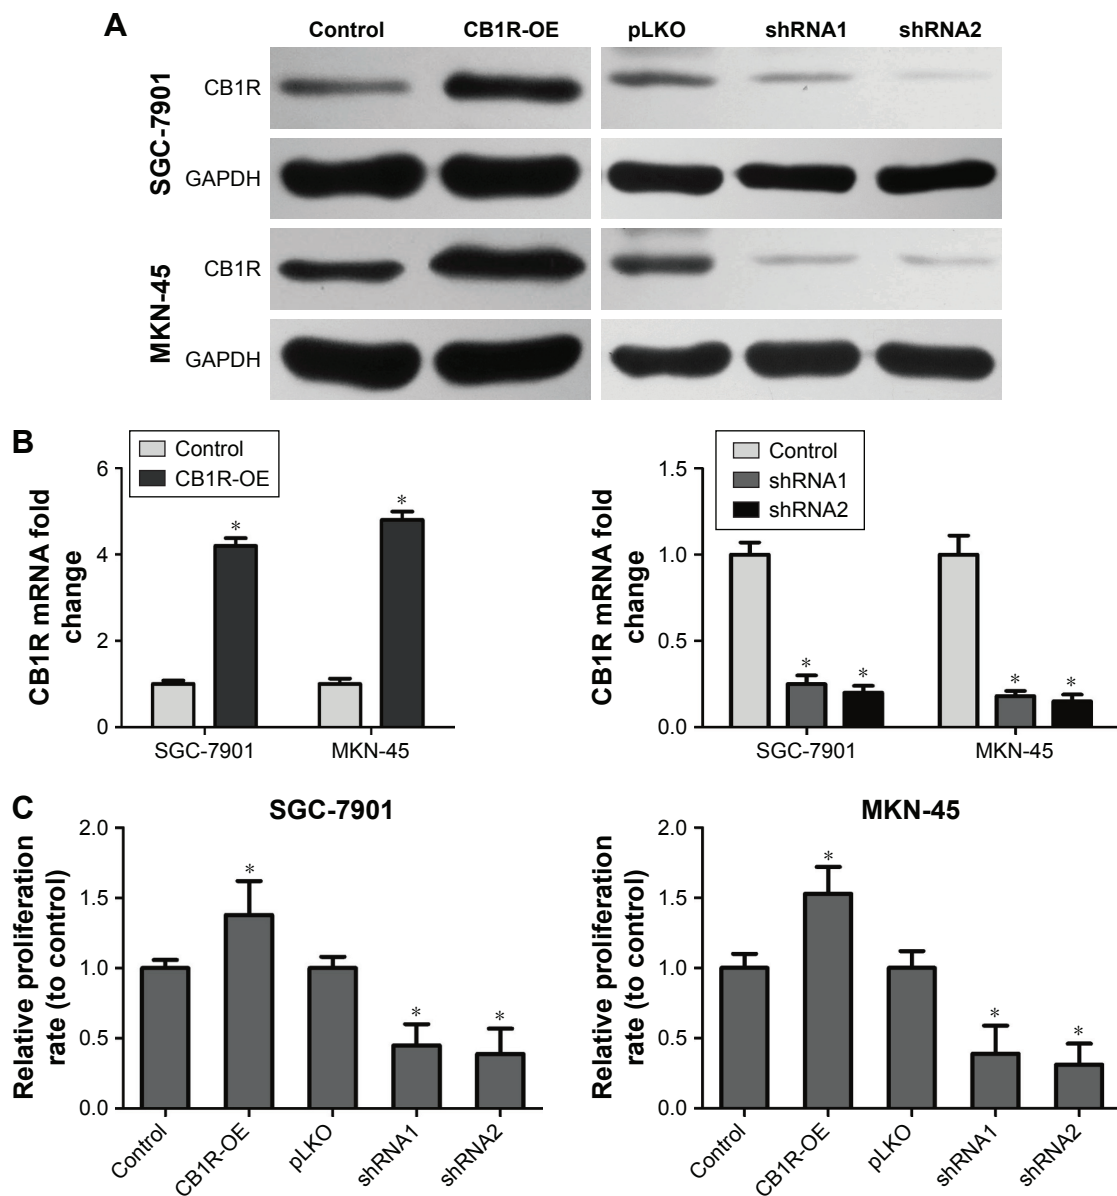 A
Control CB1R-OE pLKO shRNA1 shRNA2
SGC-7901
CB1R
GAPDH
MKN-45
CB1R
GAPDH
B
CB1R mRNA fold
change
Control
CB1R-OE
6
4
2
0
*
*
SGC-7901 MKN-45
CB1R mRNA fold
change
Control
shRNA1
shRNA2
1.5
1.0
0.5
0.0
* *
* *
SGC-7901 MKN-45
C
SGC-7901
Relative proliferation
rate (to control)
2.0
1.5
1.0
0.5
0.0
*
*
*
Control CB1R-OE pLKO shRNA1 shRNA2
MKN-45
Relative proliferation
rate (to control)
2.0
1.5
1.0
0.5
0.0
*
*
*
Control CB1R-OE pLKO shRNA1 shRNA2